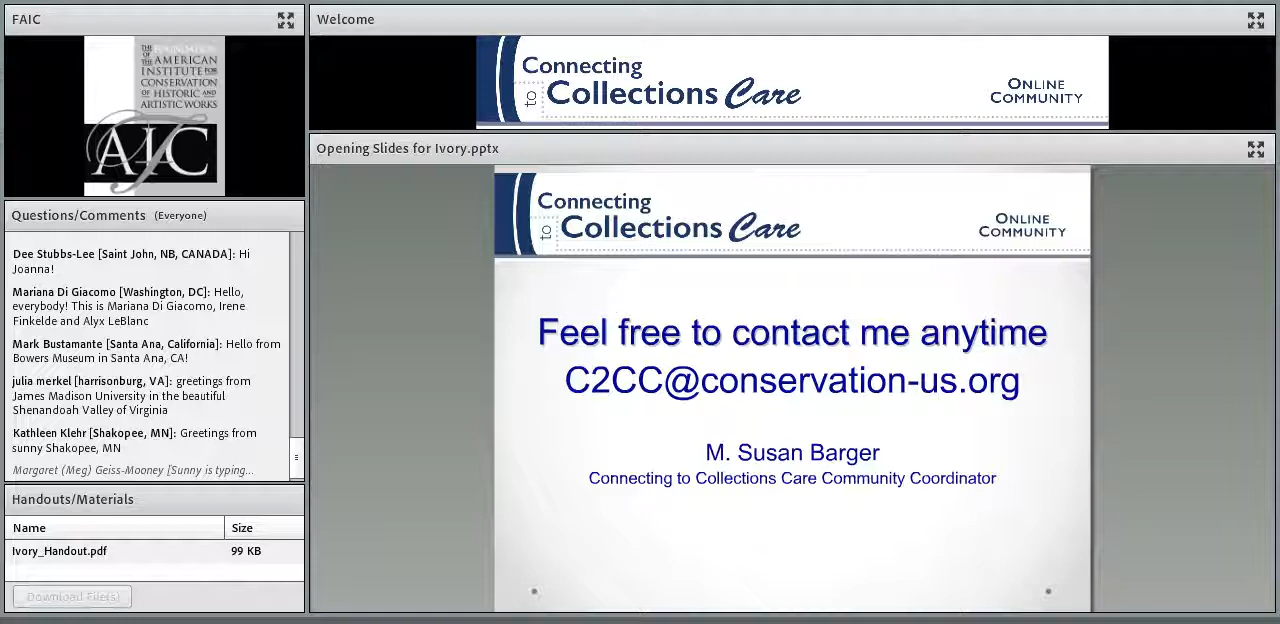 FAIC
THE FOUNDATION
OF THE AMERICAN
INSTITUTE FOR
CONSERVATION
OF HISTORIC AND
ARTISTIC WORKS
AIC
Questions/Comments (Everyone)
Dee Stubbs-Lee [Saint John, NB, CANADA]: Hi
Joanna!
Mariana Di Giacomo [Washington, DC]: Hello,
everybody! This is Mariana Di Giacomo, Irene
Finkelde and Alyx LeBlanc
Mark Bustamante [Santa Ana, California]: Hello from
Bowers Museum in Santa Ana, CA!
julia merkel [harrisonburg, VA]: greetings from
James Madison University in the beautiful
Shenandoah Valley of Virginia
Kathleen Klehr [Shakopee, MN]: Greetings from
sunny Shakopee, MN
Margaret (Meg) Geiss-Mooney [Sunny is typing...
Handouts/Materials
Name Size
Ivory_Handout.pdf 99 KB
Download File(s)
Welcome
Connecting
to Collections Care
ONLINE
COMMUNITY
Opening Slides for Ivory.pptx
Connecting
to Collections Care
ONLINE
COMMUNITY
Feel free to contact me anytime
C2CC@conservation-us.org
M. Susan Barger
Connecting to Collections Care Community Coordinator